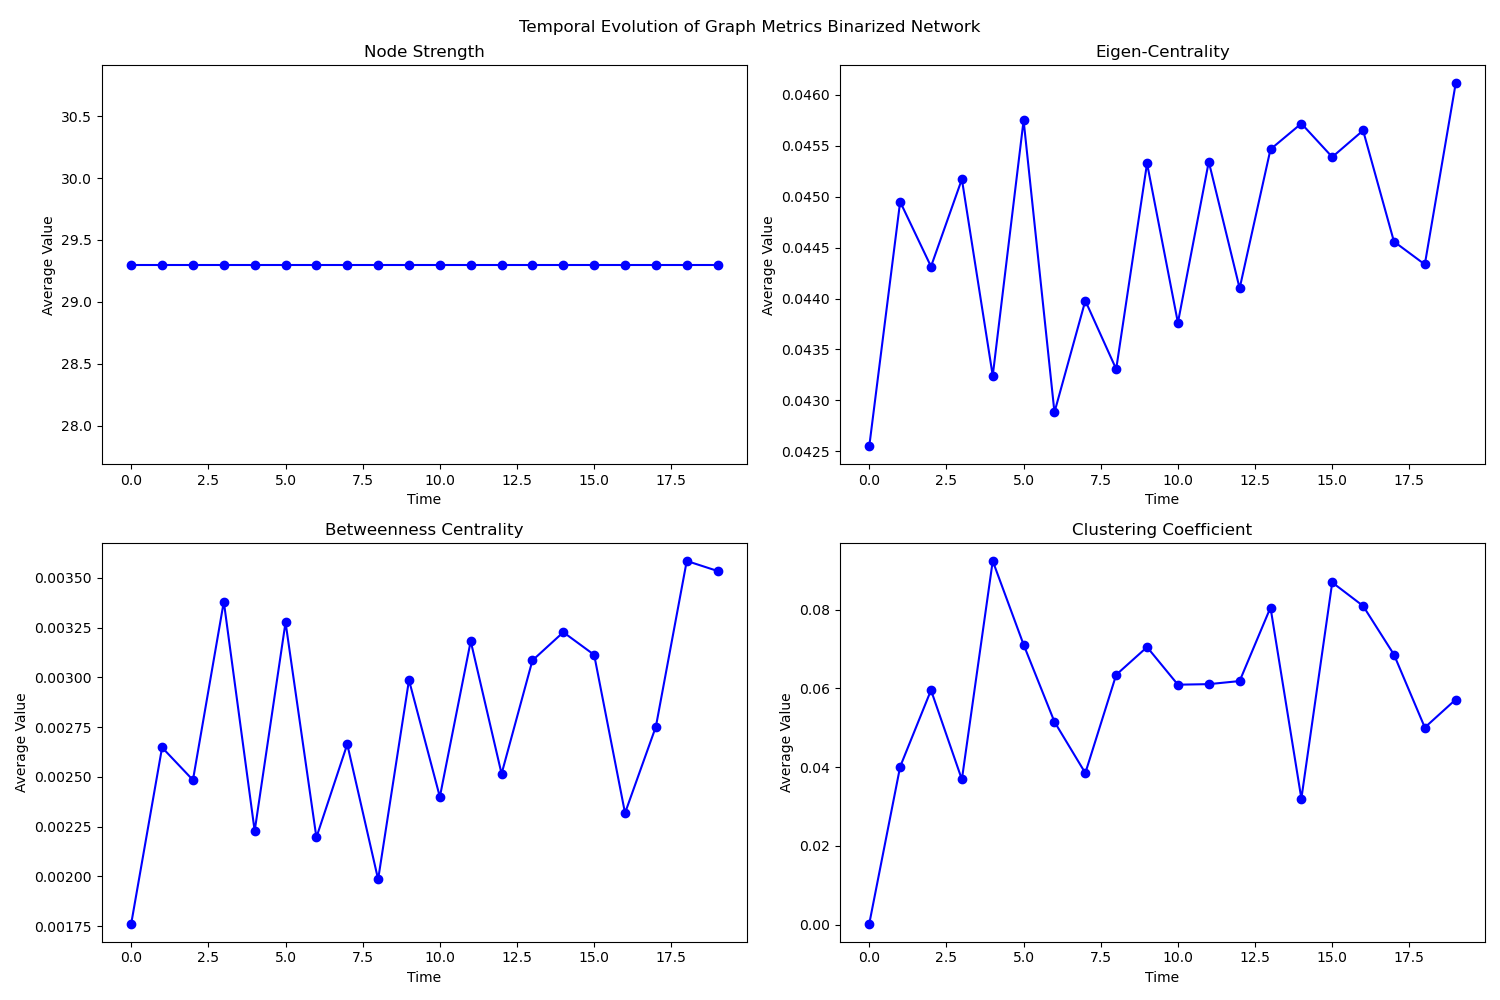 Temporal Evolution of Graph Metrics Binarized Network
Node Strength
30.5
30.0
29.5
29.0
28.5
28.0
Average Value
0.0 2.5 5.0 7.5 10.0 12.5 15.0 17.5
Time
Eigen-Centrality
0.0460
0.0455
0.0450
0.0445
0.0440
0.0435
0.0430
0.0425
Average Value
0.0 2.5 5.0 7.5 10.0 12.5 15.0 17.5
Time
Betweenness Centrality
0.00350
0.00325
0.00300
0.00275
0.00250
0.00225
0.00200
0.00175
Average Value
0.0 2.5 5.0 7.5 10.0 12.5 15.0 17.5
Time
Clustering Coefficient
0.08
0.06
0.04
0.02
0.00
Average Value
0.0 2.5 5.0 7.5 10.0 12.5 15.0 17.5
Time